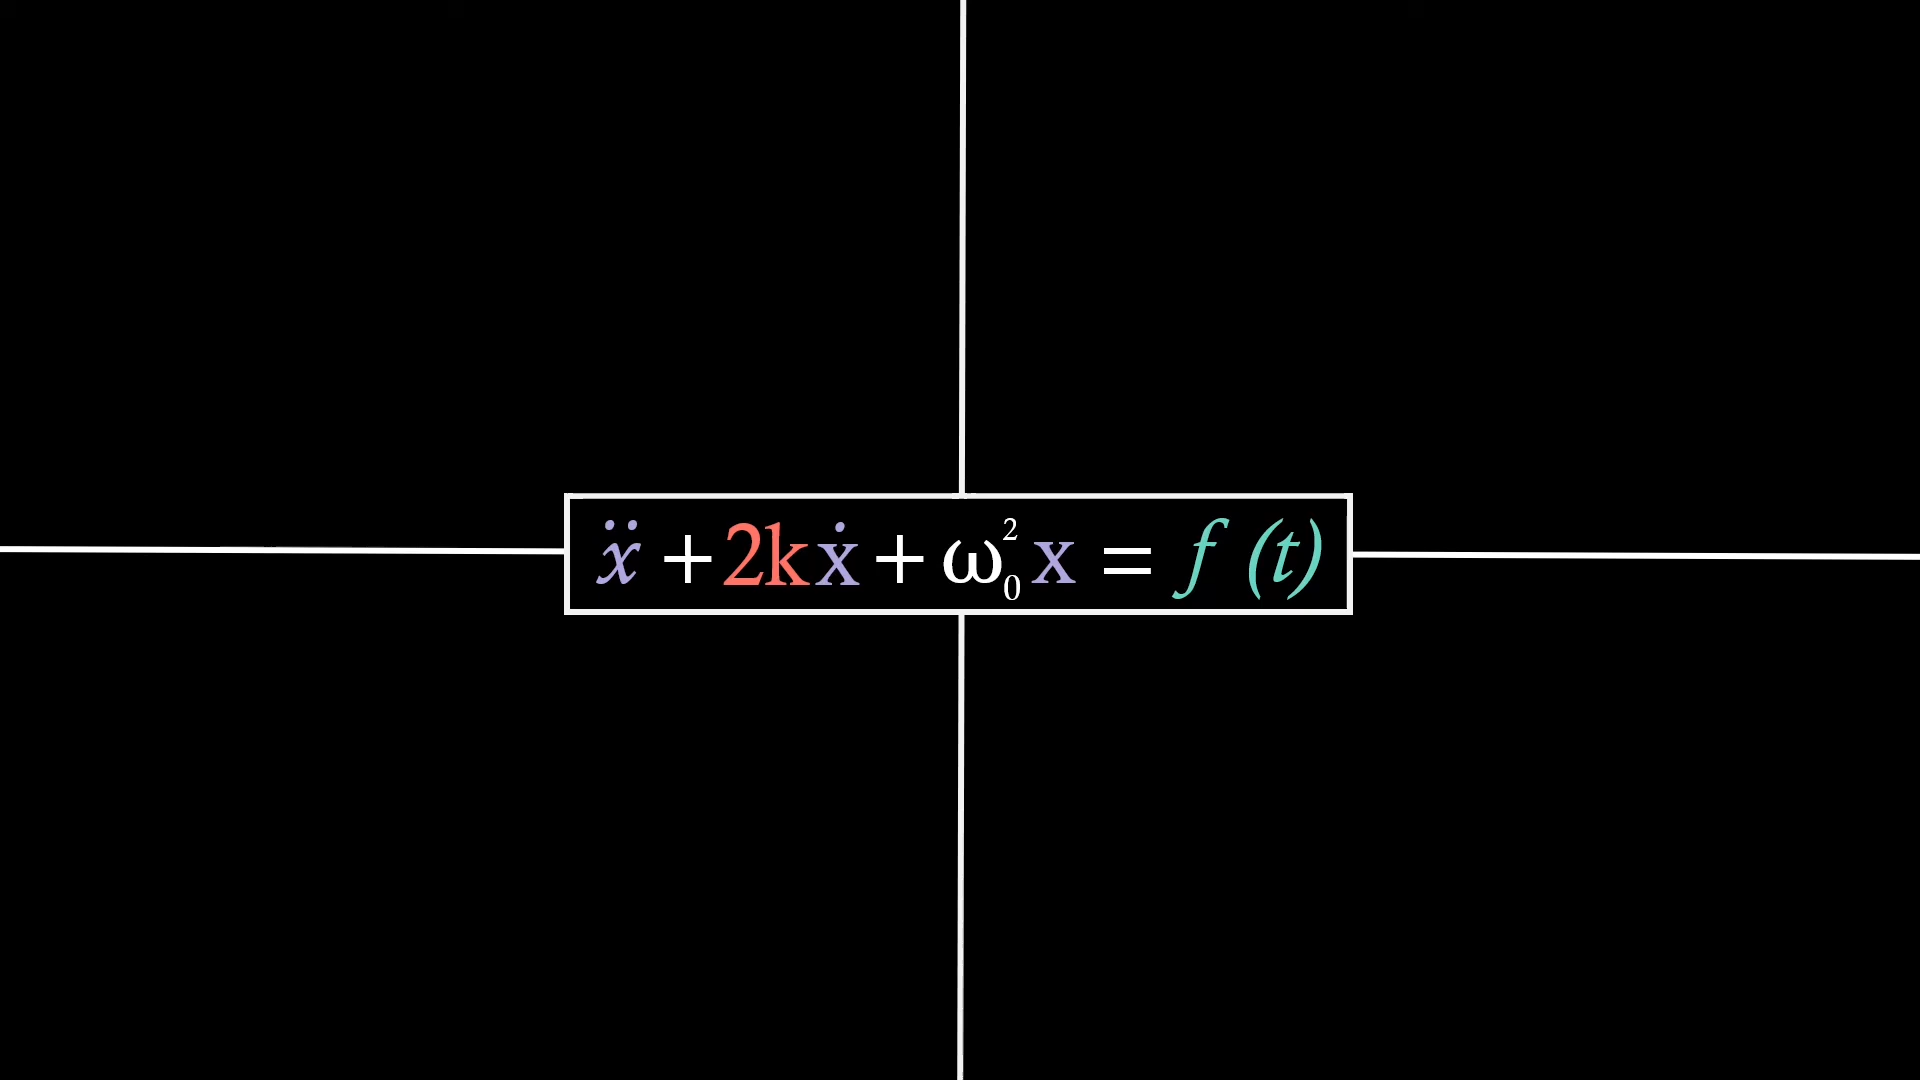 ẍ + 2kẋ + ω₀²x = f (t)